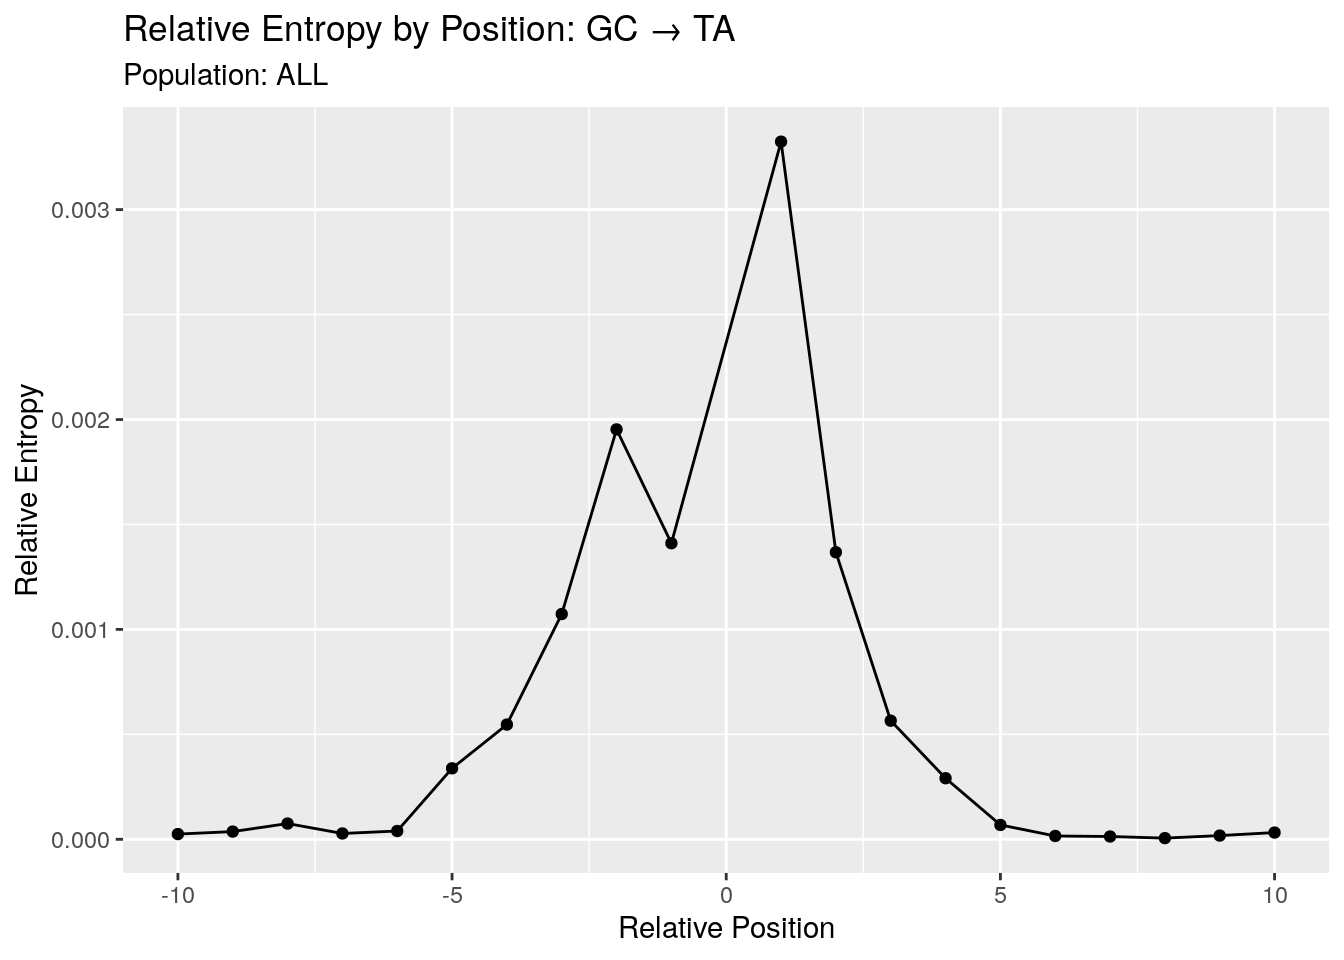 Relative Entropy by Position: GC → TA
Population: ALL
Relative Entropy
0.003
0.002
0.001
0.000
-10 -5 0 5 10
Relative Position